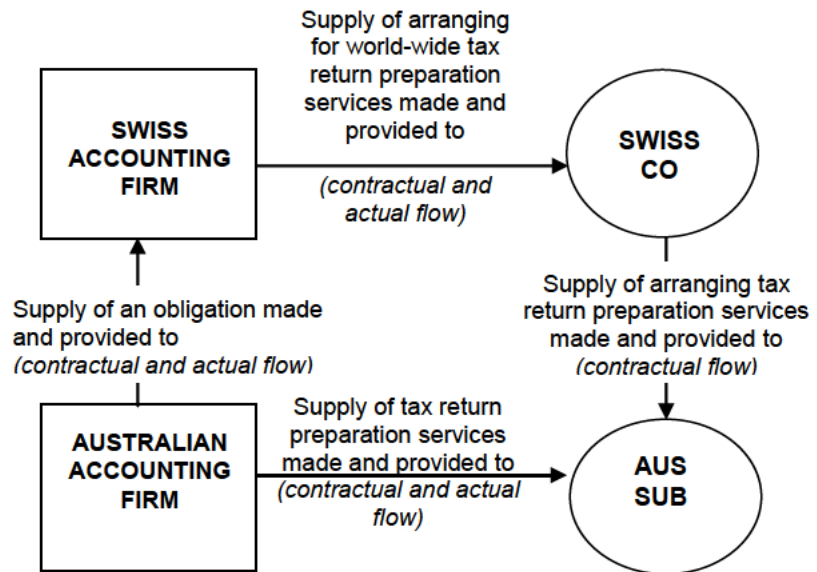 Supply of arranging
for world-wide tax
return preparation
services made and
provided to
SWISS
ACCOUNTING
FIRM
SWISS
CO
(contractual and
actual flow)
Supply of an obligation made
and provided to
(contractual and actual flow)
Supply of arranging tax
return preparation services
made and provided to
(contractual flow)
AUSTRALIAN
ACCOUNTING
FIRM
Supply of tax return
preparation services
made and provided to
(contractual and actual
flow)
AUS
SUB